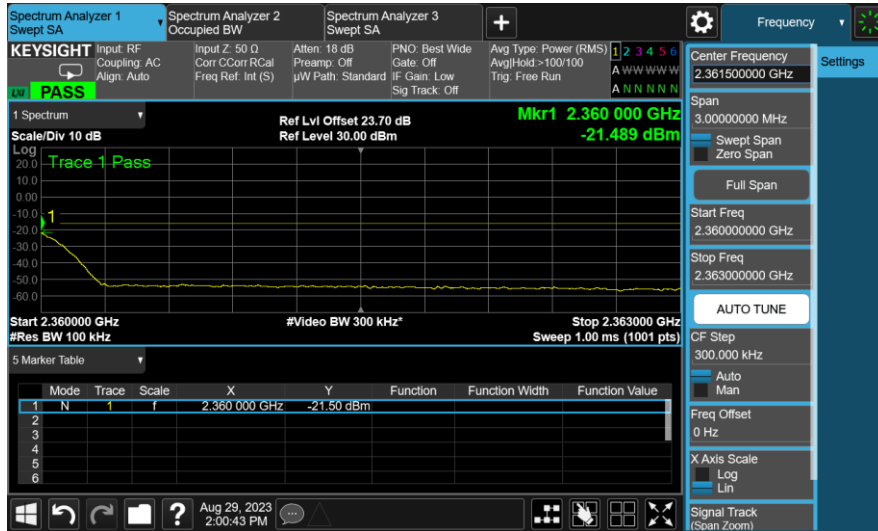 Spectrum Analyzer 1
Swept SA
Spectrum Analyzer 2
Occupied BW
Spectrum Analyzer 3
Swept SA
+
Frequency
KEYSIGHT
LXI PASS
Input: RF
Coupling: AC
Align: Auto
Input Z: 50 Ω
Corr CCorr RCal
Freq Ref: Int (S)
Atten: 18 dB
Preamp: Off
µW Path: Standard
PNO: Best Wide
Gate: Off
IF Gain: Low
Sig Track: Off
Avg Type: Power (RMS)
Avg|Hold:>100/100
Trig: Free Run
1 2 3 4 5 6
A W W W W W
A N N N N N
1 Spectrum
Scale/Div 10 dB
Ref Lvl Offset 23.70 dB
Ref Level 30.00 dBm
Mkr1 2.360 000 GHz
-21.489 dBm
Log
Trace 1 Pass
20.0
10.0
0.00
-10.0
-20.0
-30.0
-40.0
-50.0
-60.0
1
Start 2.360000 GHz
#Res BW 100 kHz
#Video BW 300 kHz*
Stop 2.363000 GHz
Sweep 1.00 ms (1001 pts)
5 Marker Table
Mode Trace Scale X Y Function Function Width Function Value
1 N 1 f 2.360 000 GHz -21.50 dBm
2
3
4
5
6
Aug 29, 2023
2:00:43 PM
Settings
Center Frequency
2.361500000 GHz
Span
3.00000000 MHz
Swept Span
Zero Span
Full Span
Start Freq
2.360000000 GHz
Stop Freq
2.363000000 GHz
AUTO TUNE
CF Step
300.000 kHz
Auto
Man
Freq Offset
0 Hz
X Axis Scale
Log
Lin
Signal Track
(Span Zoom)